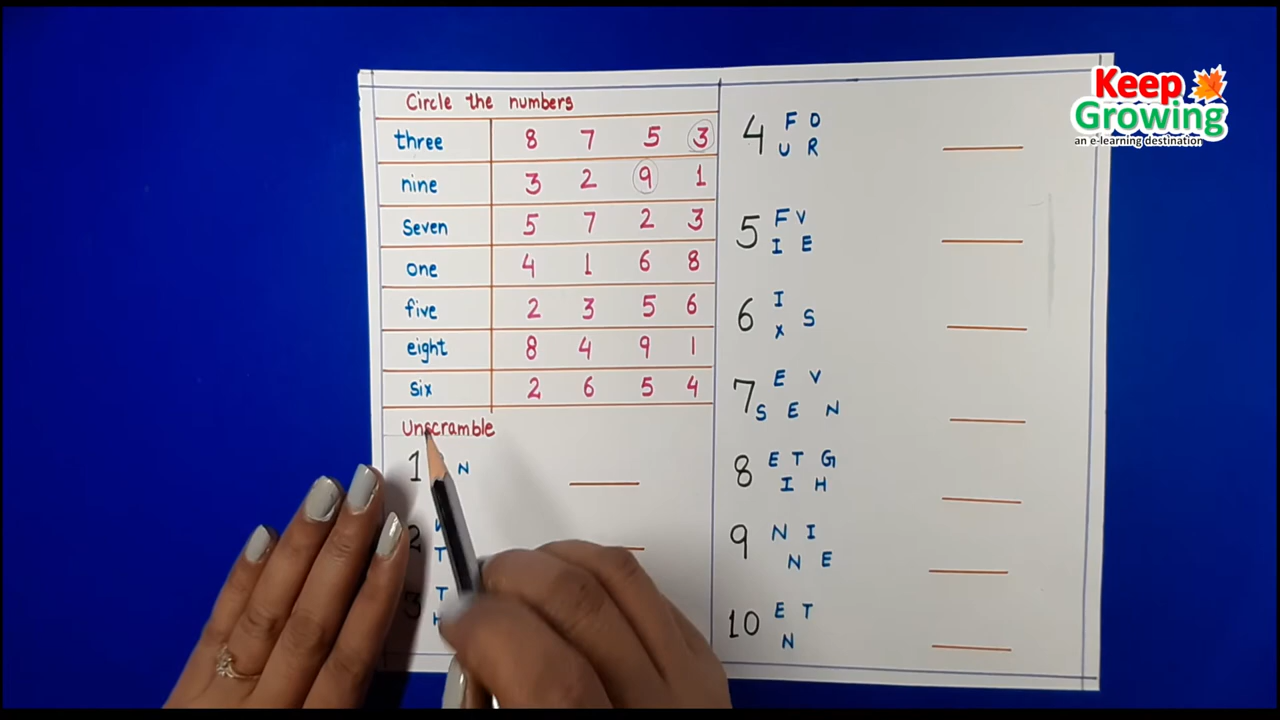 Keep
Growing
an e-learning destination
Circle the numbers
three 8 7 5 3
nine 3 2 9 1
Seven 5 7 2 3
one 4 1 6 8
five 2 3 5 6
eight 8 4 9 1
six 2 6 5 4
Unscramble
1 N
2
T
3 T
H
4 F O
U R
5 F V
I E
6 I
X S
7 E V
S E N
8 E T G
I H
9 N I
N E
10 E T
N